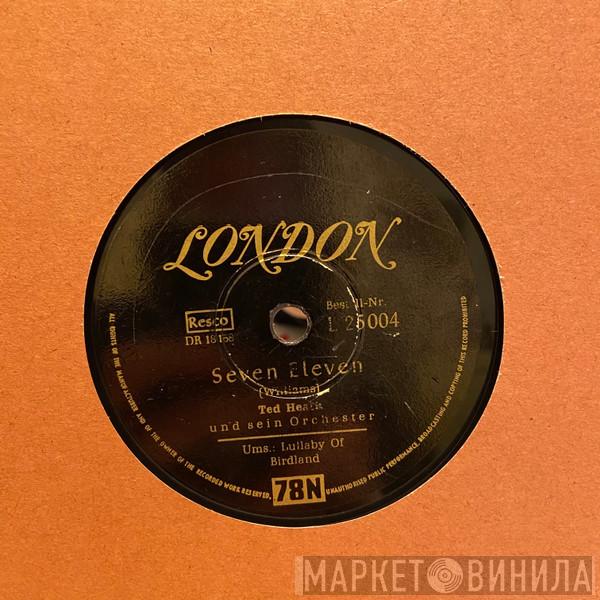 LONDON
Resco
DR 18168
Bestell-Nr.
L 25004
Seven Eleven
(Williams)
Ted Heath
und sein Orchester
Ums.: Lullaby Of
Birdland
78N
ALL RIGHTS OF THE MANUFACTURER AND OF THE OWNER OF THE RECORDED WORK RESERVED. UNAUTHORISED PUBLIC PERFORMANCE, BROADCASTING AND COPYING OF THIS RECORD PROHIBITED
МАРКЕТ ВИНИЛА